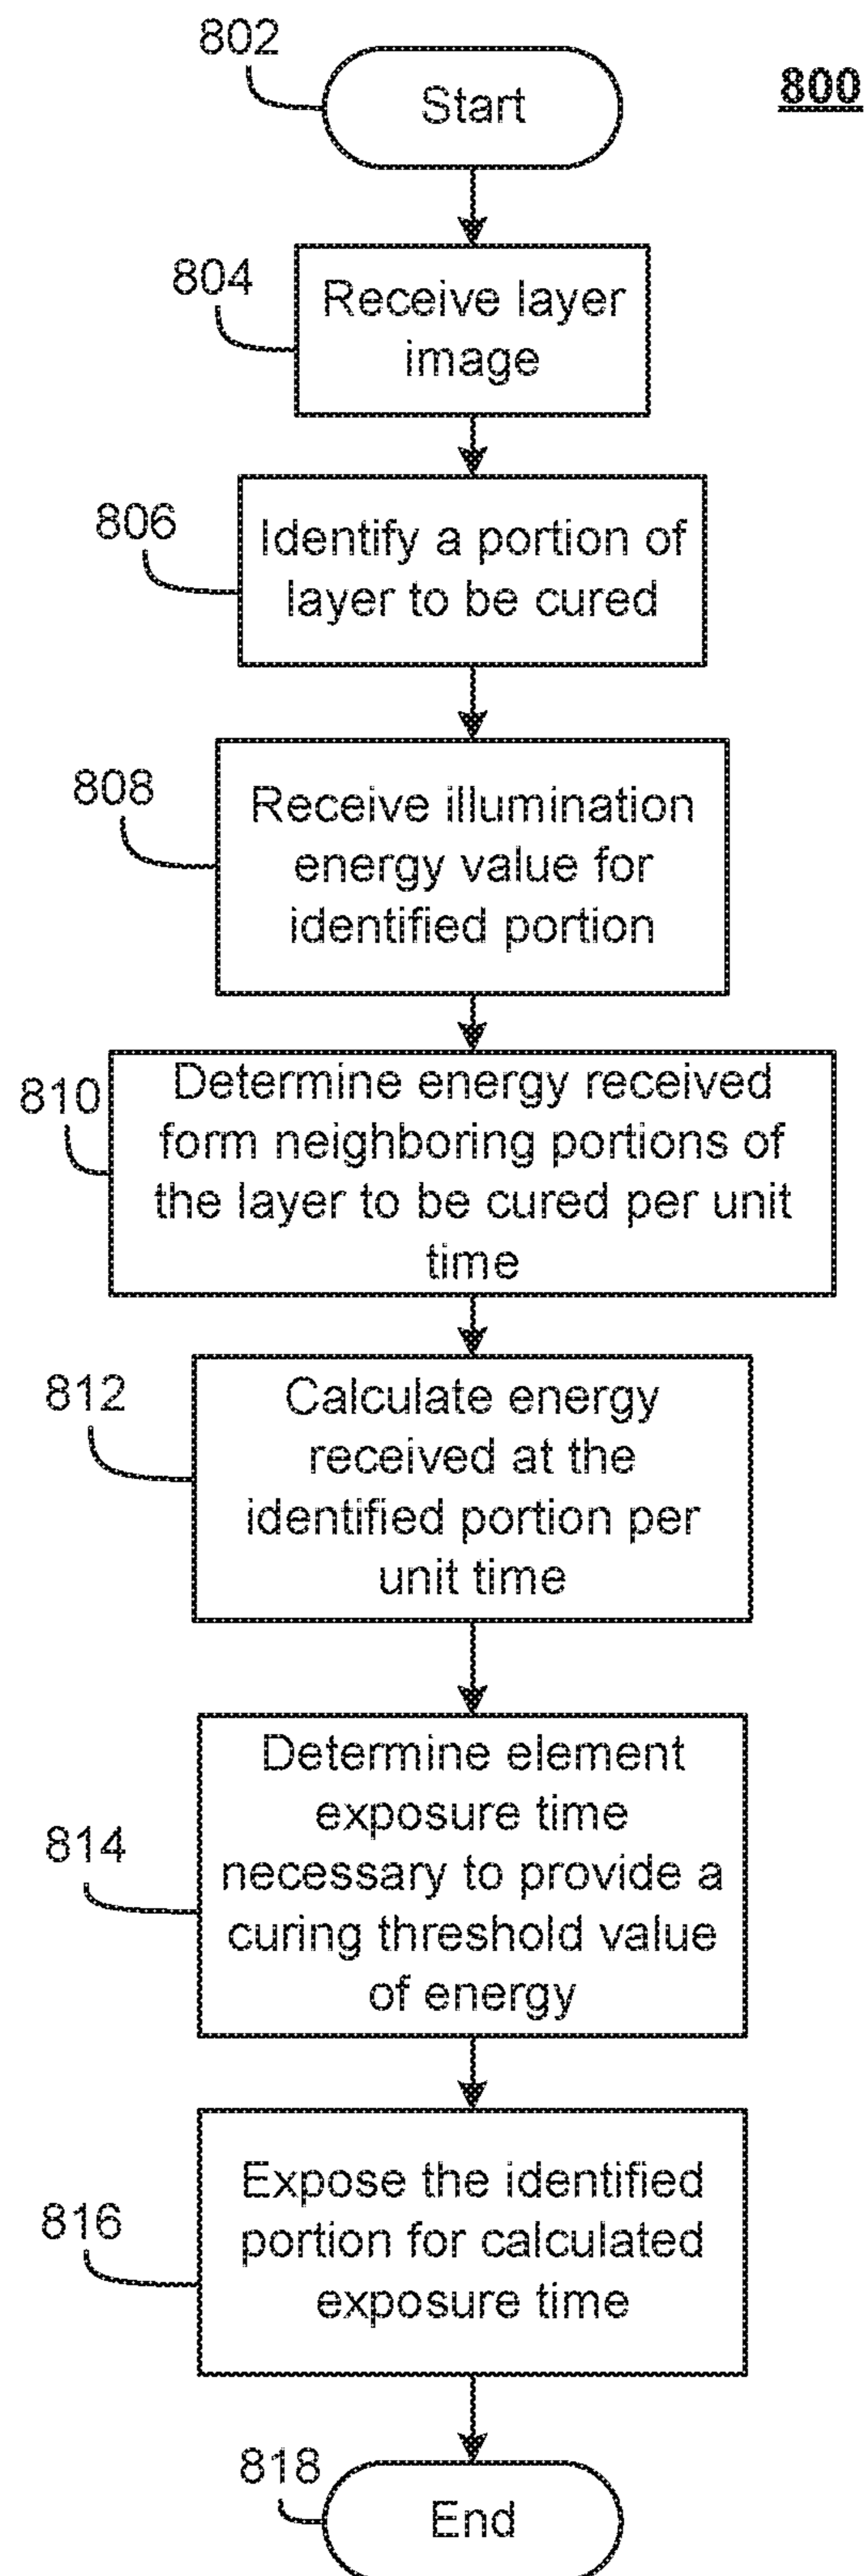 802
Start
800
804
Receive layer
image
806
Identify a portion of
layer to be cured
808
Receive illumination
energy value for
identified portion
810
Determine energy received
form neighboring portions of
the layer to be cured per unit
time
812
Calculate energy
received at the
identified portion per
unit time
814
Determine element
exposure time
necessary to provide a
curing threshold value
of energy
816
Expose the identified
portion for calculated
exposure time
818
End